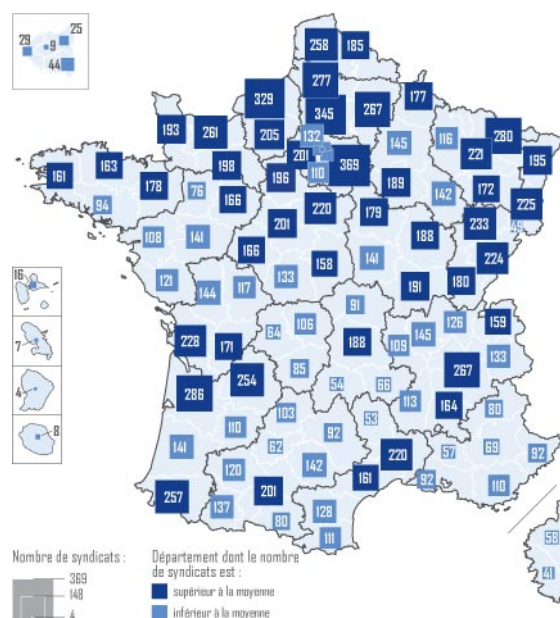 25
29
9
44
258 185
277
329 345 267 177
193 261 205 132 145 116 280
201 369 221 195
161 163 198 196 110 189 172
178 76 166 142 225
94 220 179 233 49
108 141 201 188 224
166
121 158 141 180
144 117 133 191
16
91
228 64 106 126 159
171 188 109 145
7
133
85 267
254 54 66
286 113 164 80
4
103 53
110 92 57 69 92
141 62 220
8
120 142 161 92 110
257 201
137 128
80 111
58
41
Nombre de syndicats :
369
148
4
Département dont le nombre
de syndicats est :
supérieur à la moyenne
inférieur à la moyenne